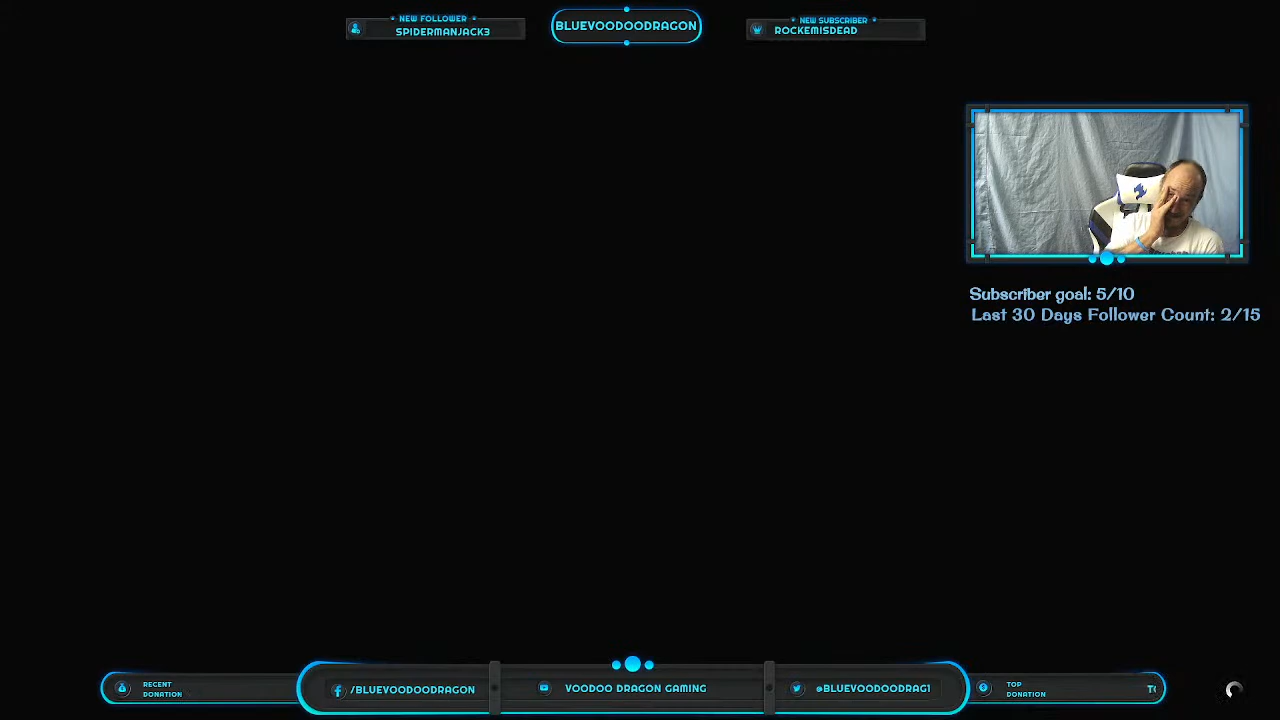 NEW FOLLOWER
SPIDERMANJACK3
BLUEVOODOODRAGON
NEW SUBSCRIBER
ROCKEMISDEAD
Subscriber goal: 5/10
Last 30 Days Follower Count: 2/15
RECENT
DONATION
/BLUEVOODOODRAGON
VOODOO DRAGON GAMING
@BLUEVOODOODRAG1
TOP
DONATION